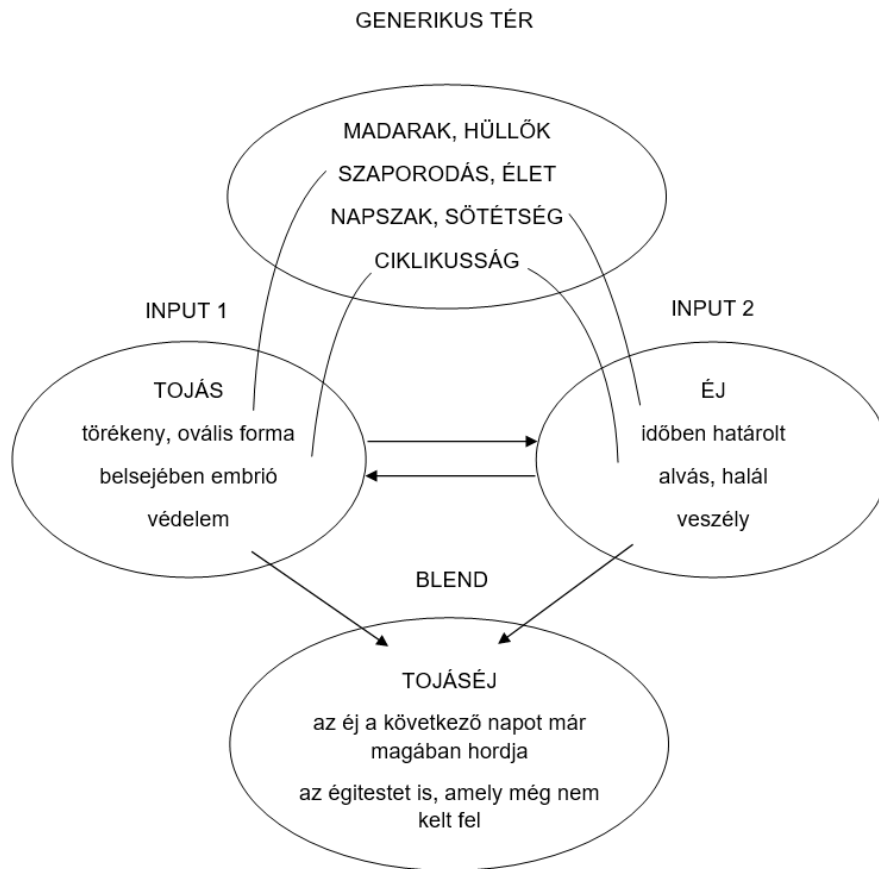 GENERIKUS TÉR
MADARAK, HÜLLŐK
SZAPORODÁS, ÉLET
NAPSZAK, SÖTÉTSÉG
CIKLIKUSSÁG
INPUT 1
TOJÁS
törékeny, ovális forma
belsejében embrió
védelem
INPUT 2
ÉJ
időben határolt
alvás, halál
veszély
BLEND
TOJÁSÉJ
az éj a következő napot már
magában hordja
az égitestet is, amely még nem
kelt fel